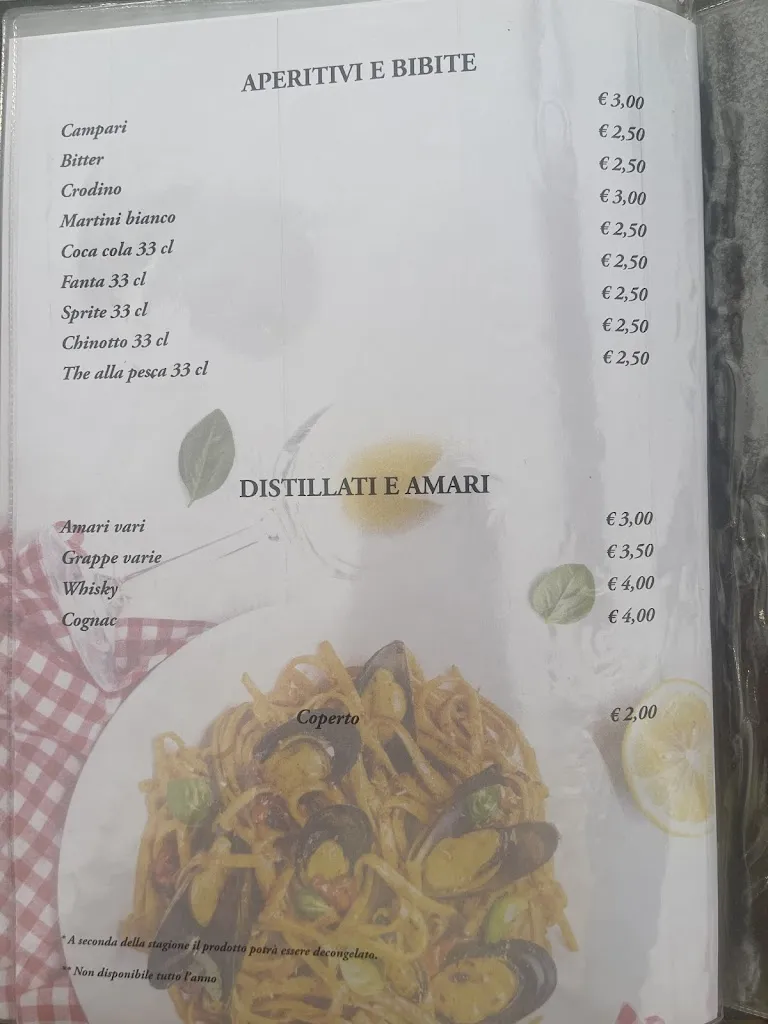 APERITIVI E BIBITE
Campari € 3,00
Bitter € 2,50
Crodino € 2,50
Martini bianco € 3,00
Coca cola 33 cl € 2,50
Fanta 33 cl € 2,50
Sprite 33 cl € 2,50
Chinotto 33 cl € 2,50
The alla pesca 33 cl € 2,50
DISTILLATI E AMARI
Amari vari € 3,00
Grappe varie € 3,50
Whisky € 4,00
Cognac € 4,00
Coperto € 2,00
* A seconda della stagione il prodotto potrà essere decongelato.
** Non disponibile tutto l'anno